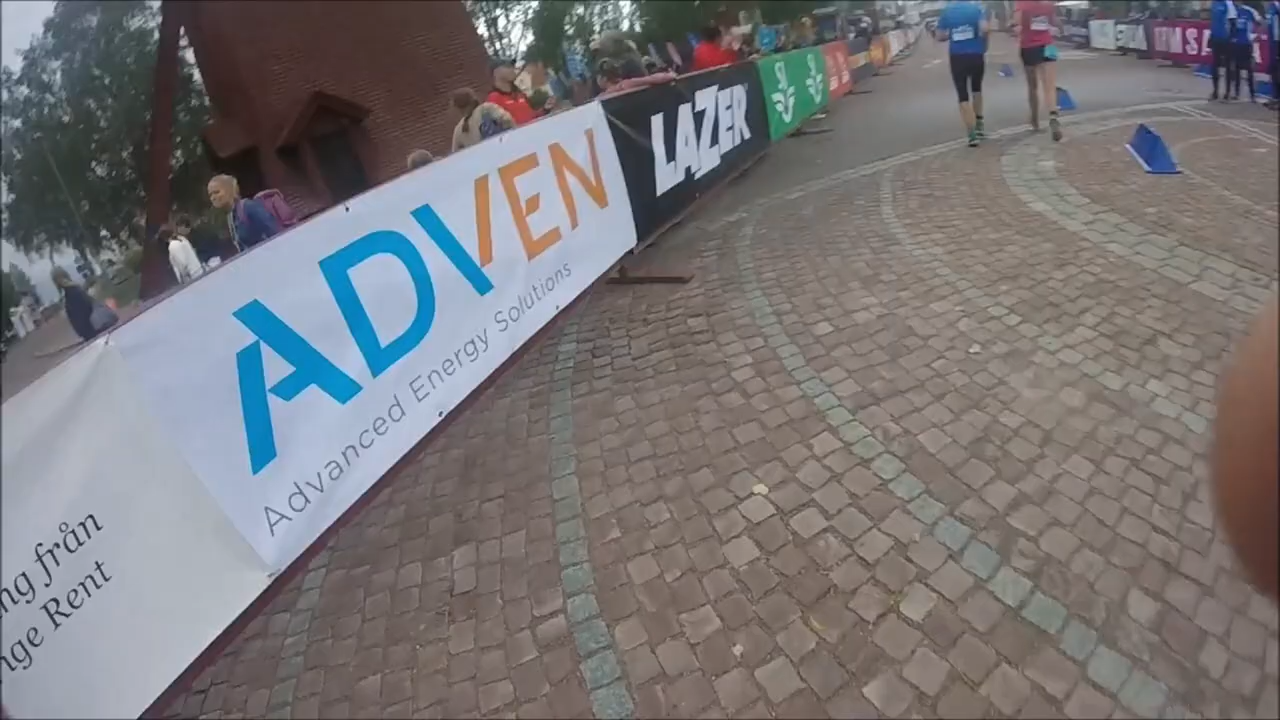 ng från
nge Rent
ADVEN
Advanced Energy Solutions
LAZER